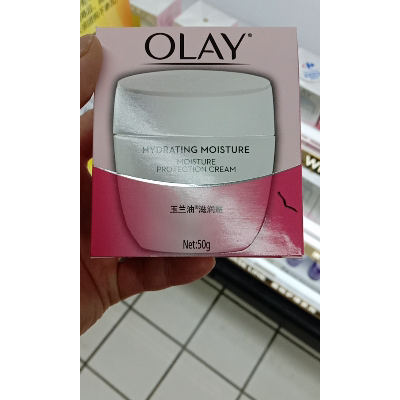 OLAY®
HYDRATING MOISTURE
MOISTURE
PROTECTION CREAM
玉兰油®滋润霜
Net:50g